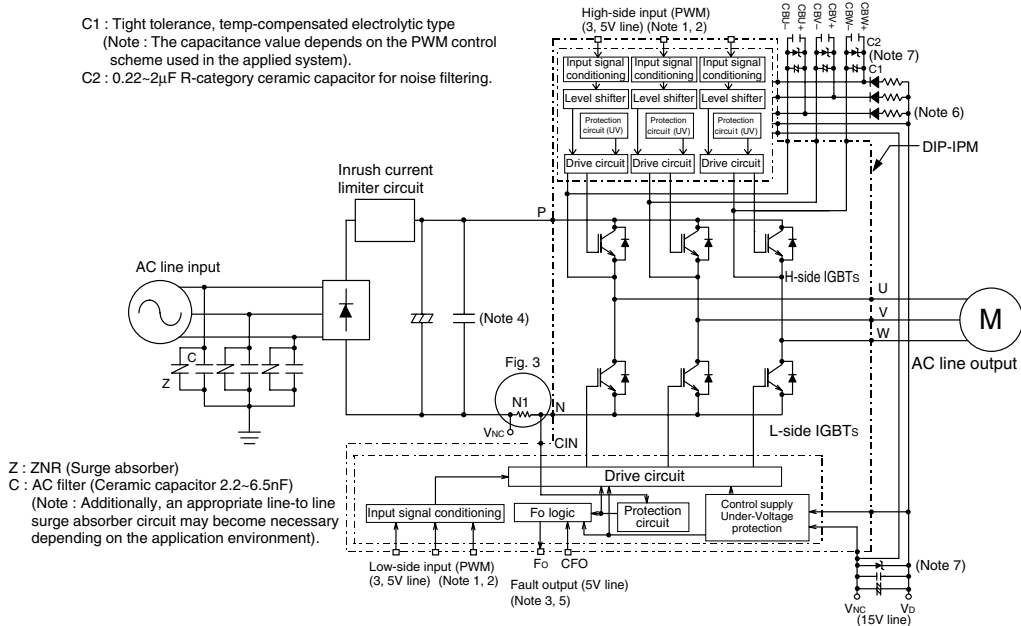 C1 : Tight tolerance, temp-compensated electrolytic type
(Note : The capacitance value depends on the PWM control
scheme used in the applied system).
C2 : 0.22~2μF R-category ceramic capacitor for noise filtering.
High-side input (PWM)
(3, 5V line) (Note 1, 2)
CBU–
CBU+
CBV–
CBV+
CBW–
CBW+
C2
(Note 7)
C1
(Note 6)
Input signal conditioning
Input signal conditioning
Input signal conditioning
Level shifter
Level shifter
Level shifter
Protection circuit (UV)
Protection circuit (UV)
Protection circuit (UV)
Drive circuit
Drive circuit
Drive circuit
DIP-IPM
Inrush current
limiter circuit
P
AC line input
H-side IGBTs
U
V
W
M
AC line output
(Note 4)
C
Z
Fig. 3
N1
N
VNC
CIN
L-side IGBTs
Z : ZNR (Surge absorber)
C : AC filter (Ceramic capacitor 2.2~6.5nF)
(Note : Additionally, an appropriate line-to line
surge absorber circuit may become necessary
depending on the application environment).
Drive circuit
Input signal conditioning
Fo logic
Protection
circuit
Control supply
Under-Voltage
protection
Low-side input (PWM)
(3, 5V line) (Note 1, 2)
FO
CFO
Fault output (5V line)
(Note 3, 5)
(Note 7)
VNC
VD
(15V line)